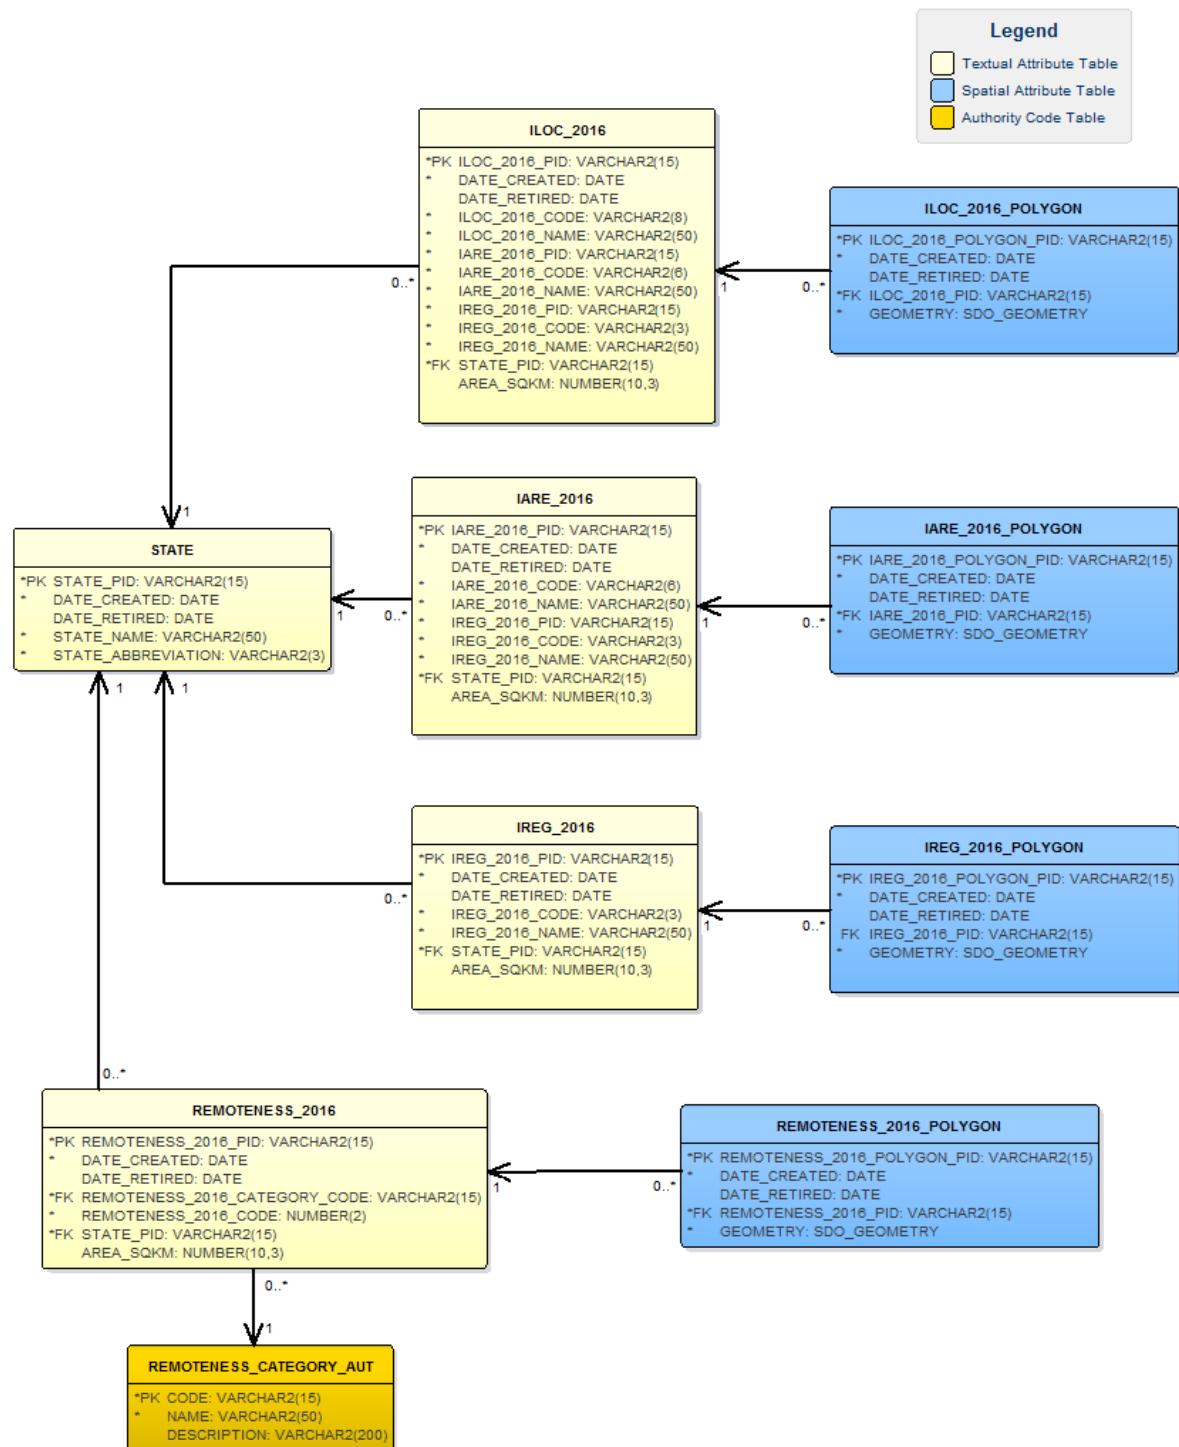 Legend
Textual Attribute Table
Spatial Attribute Table
Authority Code Table
ILOC_2016
*PK ILOC_2016_PID: VARCHAR2(15)
* DATE_CREATED: DATE
DATE_RETIRED: DATE
* ILOC_2016_CODE: VARCHAR2(8)
* ILOC_2016_NAME: VARCHAR2(50)
* IARE_2016_PID: VARCHAR2(15)
* IARE_2016_CODE: VARCHAR2(6)
* IARE_2016_NAME: VARCHAR2(50)
* IREG_2016_PID: VARCHAR2(15)
* IREG_2016_CODE: VARCHAR2(3)
* IREG_2016_NAME: VARCHAR2(50)
*FK STATE_PID: VARCHAR2(15)
AREA_SQKM: NUMBER(10,3)
0..*
1
1
0..*
ILOC_2016_POLYGON
*PK ILOC_2016_POLYGON_PID: VARCHAR2(15)
* DATE_CREATED: DATE
DATE_RETIRED: DATE
*FK ILOC_2016_PID: VARCHAR2(15)
* GEOMETRY: SDO_GEOMETRY
STATE
*PK STATE_PID: VARCHAR2(15)
* DATE_CREATED: DATE
DATE_RETIRED: DATE
* STATE_NAME: VARCHAR2(50)
* STATE_ABBREVIATION: VARCHAR2(3)
1
0..*
IARE_2016
*PK IARE_2016_PID: VARCHAR2(15)
* DATE_CREATED: DATE
DATE_RETIRED: DATE
* IARE_2016_CODE: VARCHAR2(6)
* IARE_2016_NAME: VARCHAR2(50)
* IREG_2016_PID: VARCHAR2(15)
* IREG_2016_CODE: VARCHAR2(3)
* IREG_2016_NAME: VARCHAR2(50)
*FK STATE_PID: VARCHAR2(15)
AREA_SQKM: NUMBER(10,3)
1
0..*
IARE_2016_POLYGON
*PK IARE_2016_POLYGON_PID: VARCHAR2(15)
* DATE_CREATED: DATE
DATE_RETIRED: DATE
*FK IARE_2016_PID: VARCHAR2(15)
* GEOMETRY: SDO_GEOMETRY
1
1
0..*
IREG_2016
*PK IREG_2016_PID: VARCHAR2(15)
* DATE_CREATED: DATE
DATE_RETIRED: DATE
* IREG_2016_CODE: VARCHAR2(3)
* IREG_2016_NAME: VARCHAR2(50)
*FK STATE_PID: VARCHAR2(15)
AREA_SQKM: NUMBER(10,3)
1
0..*
IREG_2016_POLYGON
*PK IREG_2016_POLYGON_PID: VARCHAR2(15)
* DATE_CREATED: DATE
DATE_RETIRED: DATE
FK IREG_2016_PID: VARCHAR2(15)
* GEOMETRY: SDO_GEOMETRY
0..*
REMOTENESS_2016
*PK REMOTENESS_2016_PID: VARCHAR2(15)
* DATE_CREATED: DATE
DATE_RETIRED: DATE
*FK REMOTENESS_2016_CATEGORY_CODE: VARCHAR2(15)
* REMOTENESS_2016_CODE: NUMBER(2)
*FK STATE_PID: VARCHAR2(15)
AREA_SQKM: NUMBER(10,3)
1
0..*
REMOTENESS_2016_POLYGON
*PK REMOTENESS_2016_POLYGON_PID: VARCHAR2(15)
* DATE_CREATED: DATE
DATE_RETIRED: DATE
*FK REMOTENESS_2016_PID: VARCHAR2(15)
* GEOMETRY: SDO_GEOMETRY
0..*
1
REMOTENESS_CATEGORY_AUT
*PK CODE: VARCHAR2(15)
* NAME: VARCHAR2(50)
DESCRIPTION: VARCHAR2(200)